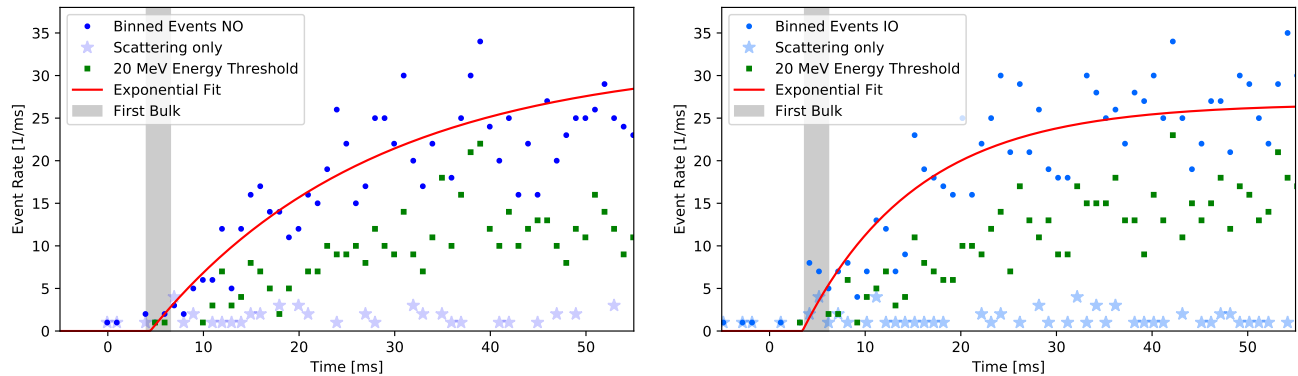 Binned Events NO
Scattering only
20 MeV Energy Threshold
Exponential Fit
First Bulk
Event Rate [1/ms]
35
30
25
20
15
10
5
0
0 10 20 30 40 50
Time [ms]
Binned Events IO
Scattering only
20 MeV Energy Threshold
Exponential Fit
First Bulk
Event Rate [1/ms]
35
30
25
20
15
10
5
0
0 10 20 30 40 50
Time [ms]